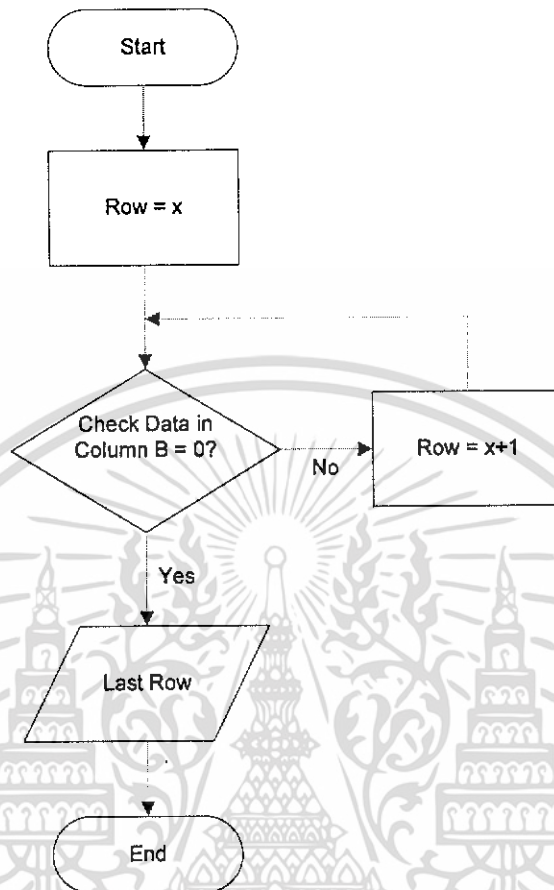 Start
Row = x
Check Data in
Column B = 0?
No
Row = x+1
Yes
Last Row
End